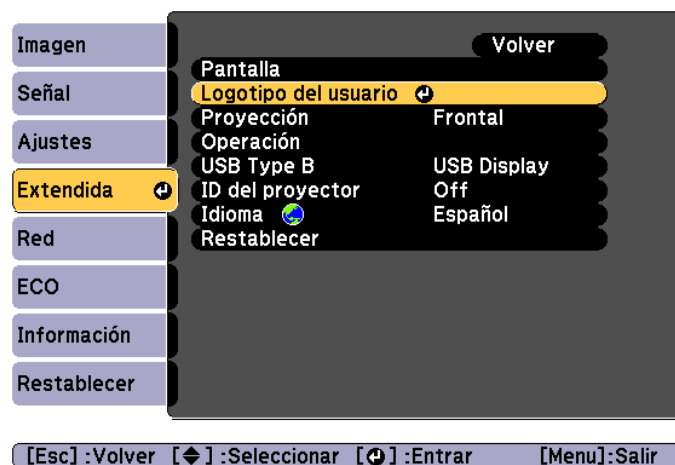 Imagen
Señal
Ajustes
Extendida
Red
ECO
Información
Restablecer
Volver
Pantalla
Logotipo del usuario
Proyección Frontal
Operación
USB Type B USB Display
ID del proyector Off
Idioma Español
Restablecer
[Esc] :Volver [◆] :Seleccionar [↵] :Entrar [Menu]:Salir